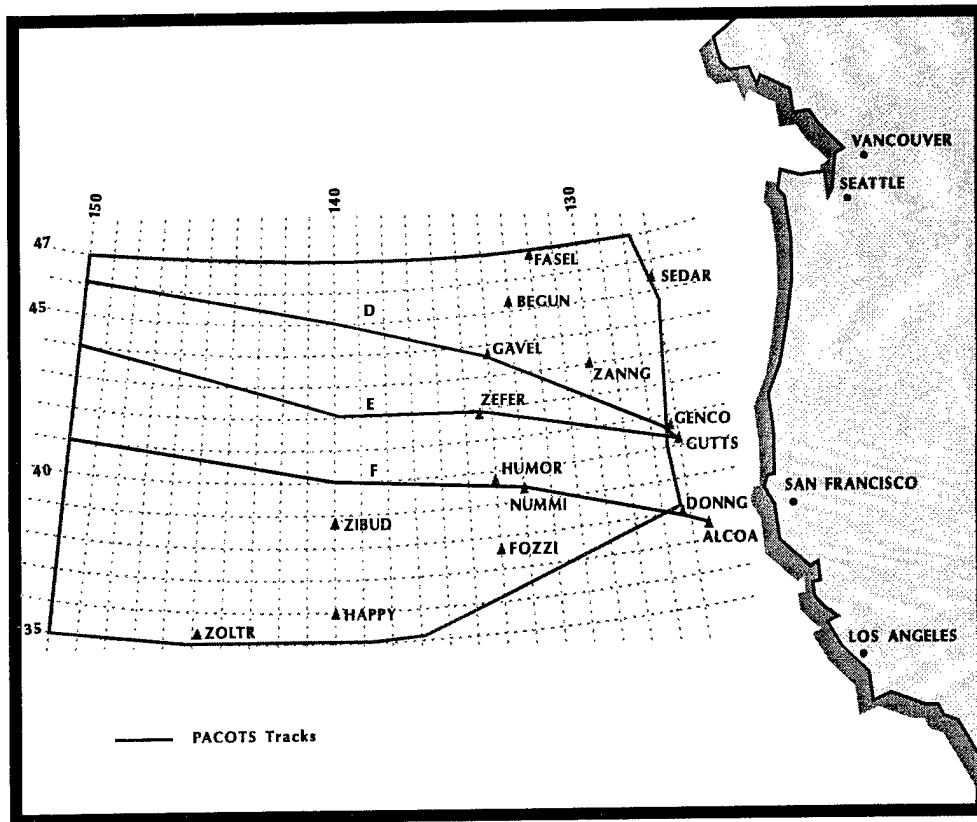 VANCOUVER
SEATTLE
150
140
130
47
FASEL
SEDAR
BEGUN
45
D
GAVEL
ZANNG
ZEFER
E
GENCO
GUTTS
40
F
HUMOR
NUMMI
SAN FRANCISCO
DONNG
ZIBUD
ALCOA
FOZZI
HAPPY
35
ZOLTR
LOS ANGELES
PACOTS Tracks